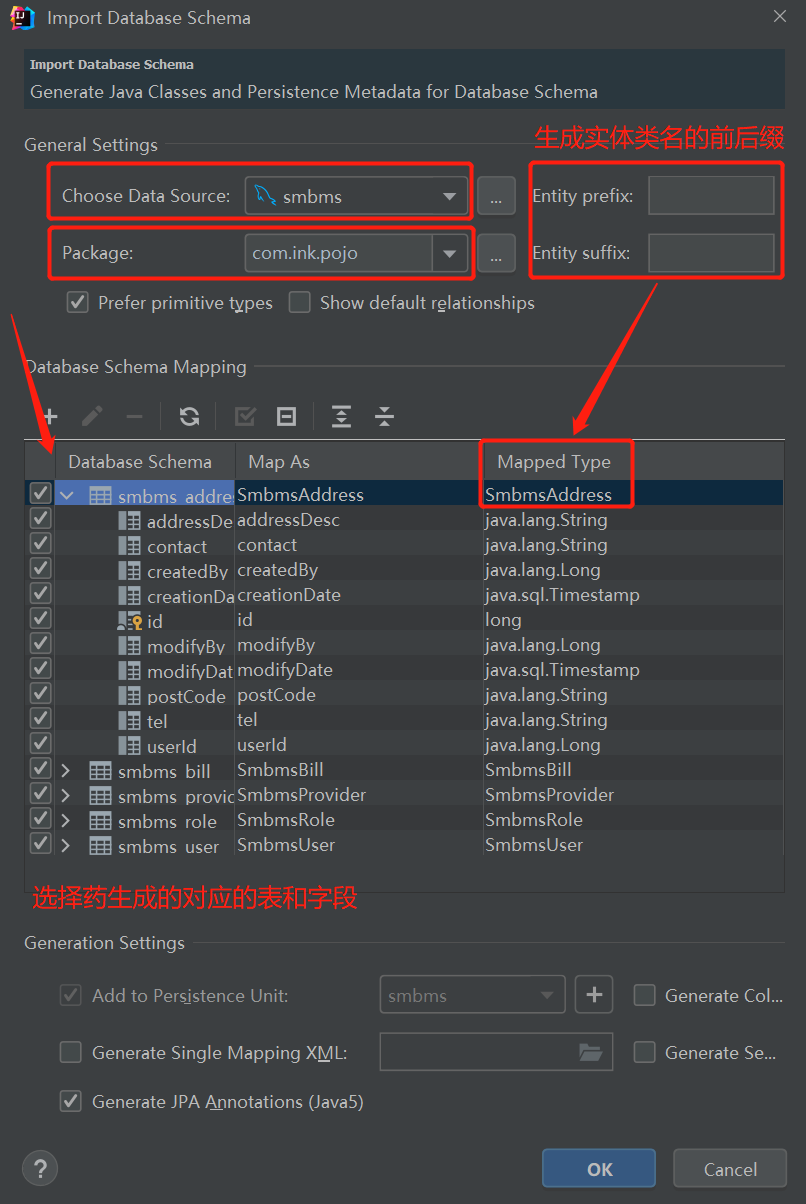 Import Database Schema
Import Database Schema
Generate Java Classes and Persistence Metadata for Database Schema
General Settings
生成实体类名的前后缀
Choose Data Source: smbms ... Entity prefix:
Package: com.ink.pojo ... Entity suffix:
Prefer primitive types Show default relationships
Database Schema Mapping
Database Schema Map As Mapped Type
smbms_addre SmbmsAddress SmbmsAddress
addressDe addressDesc java.lang.String
contact contact java.lang.String
createdBy createdBy java.lang.Long
creationDa creationDate java.sql.Timestamp
id id long
modifyBy modifyBy java.lang.Long
modifyDat modifyDate java.sql.Timestamp
postCode postCode java.lang.String
tel tel java.lang.String
userId userId java.lang.Long
smbms_bill SmbmsBill SmbmsBill
smbms_provic SmbmsProvider SmbmsProvider
smbms_role SmbmsRole SmbmsRole
smbms_user SmbmsUser SmbmsUser
选择药生成的对应的表和字段
Generation Settings
Add to Persistence Unit: smbms Generate Col...
Generate Single Mapping XML: Generate Se...
Generate JPA Annotations (Java5)
? OK Cancel